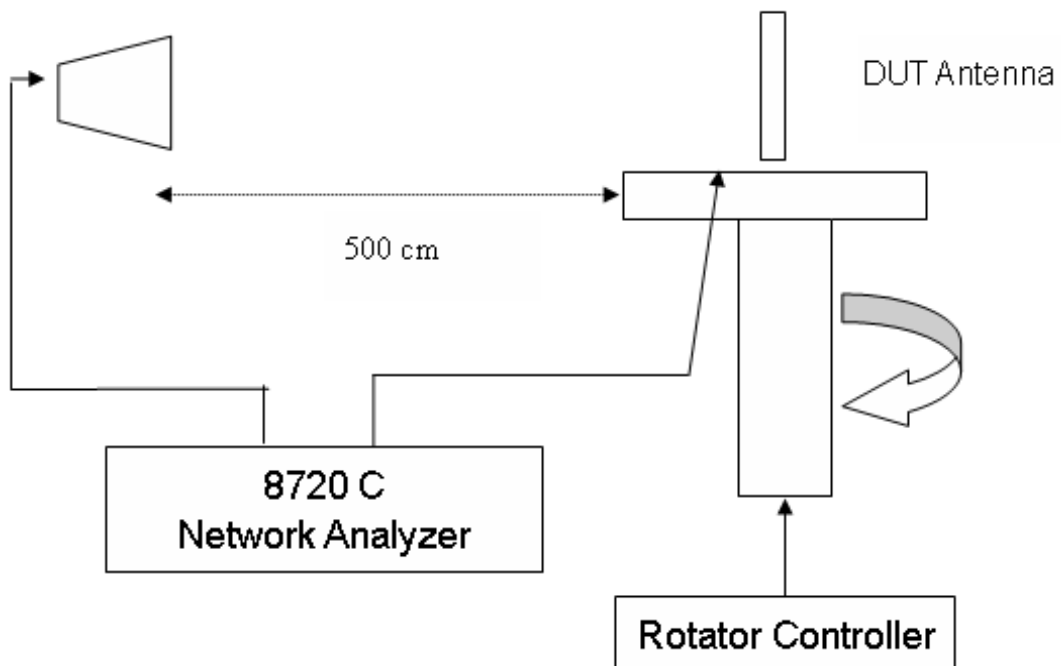 DUT Antenna
500 cm
8720 C
Network Analyzer
Rotator Controller